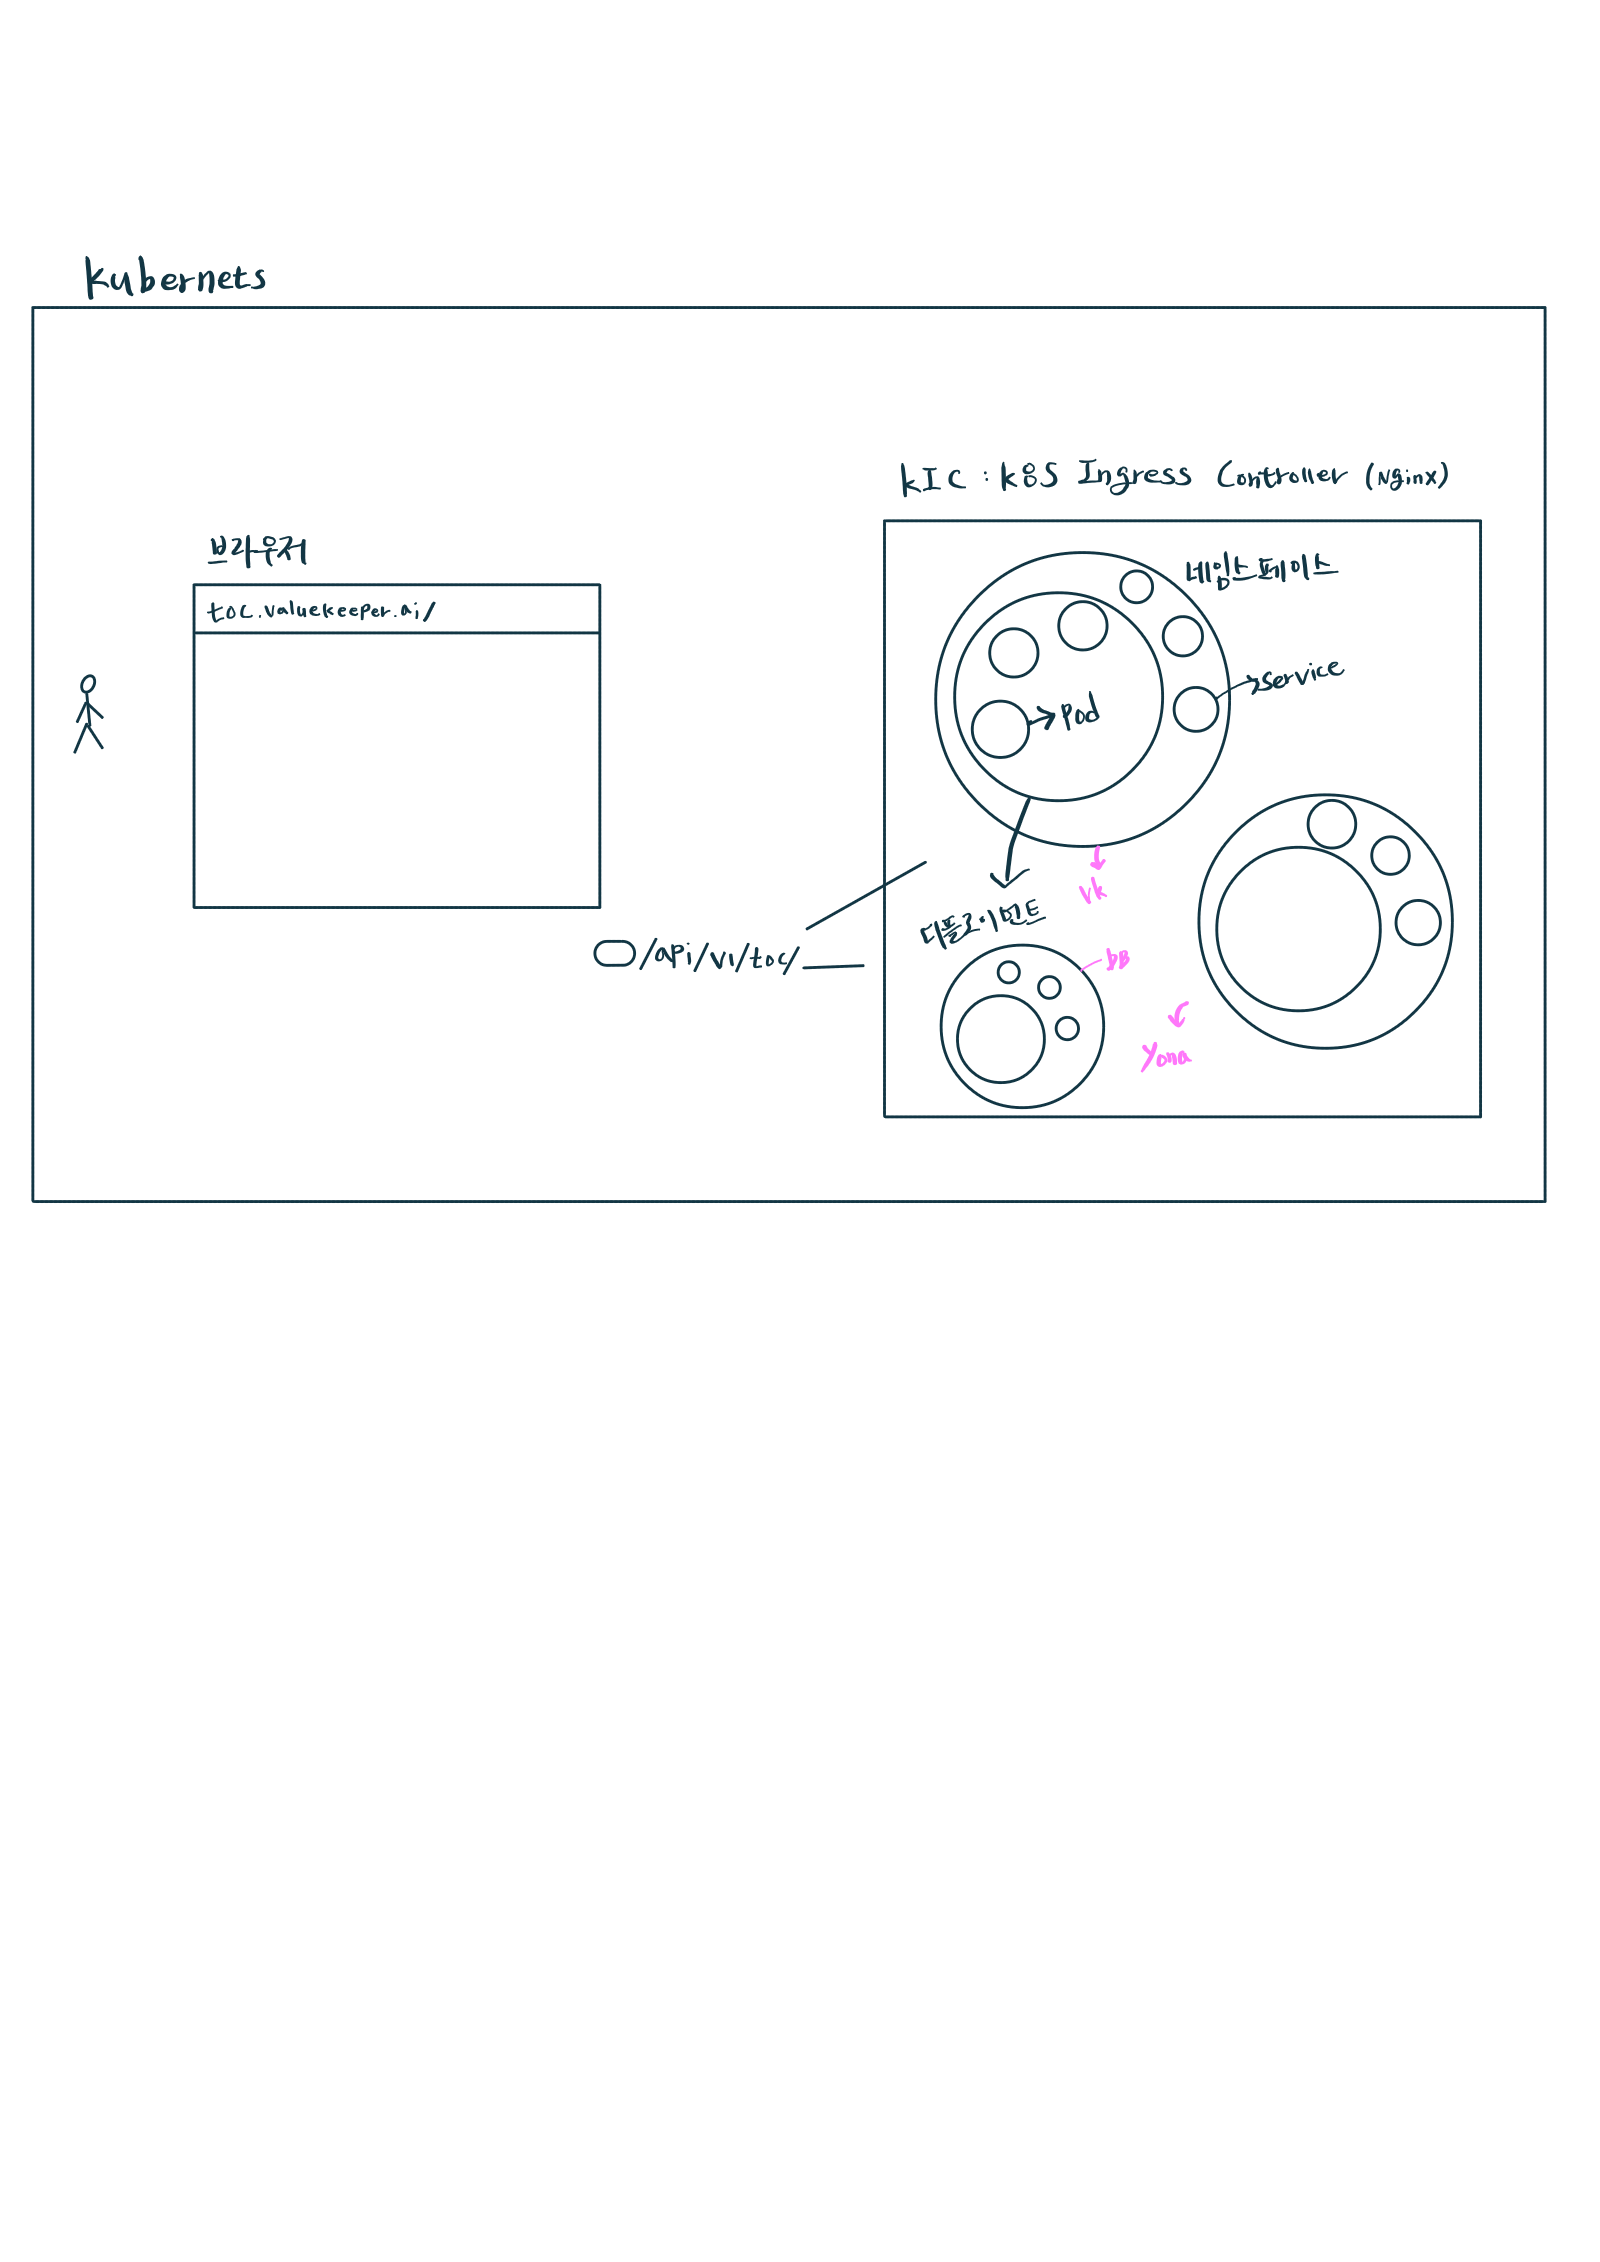 kubernets
KIC : k8S Ingress Controller (Nginx)
브라우저
toc.valuekeeper.ai/
네임스페이스
service
Pod
vk
디플로이먼트
/api/v1/toc/
bB
Yona